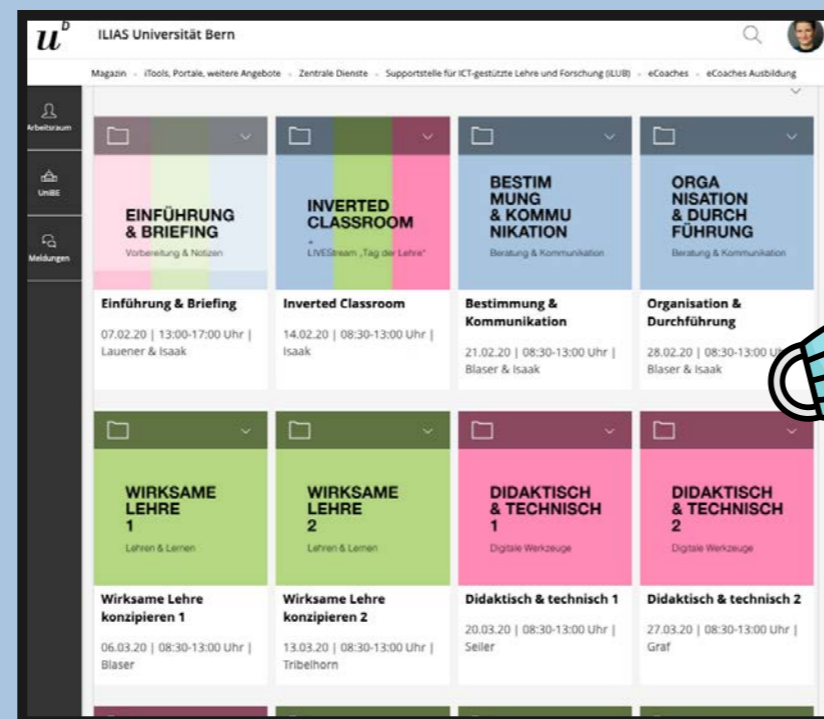 u^b
ILIAS Universität Bern
Magazin - iTools, Portale, weitere Angebote - Zentrale Dienste - Supportstelle für ICT-gestützte Lehre und Forschung (iLUB) - eCoaches - eCoaches Ausbildung
Arbeitsraum
UniBE
Meldungen
EINFÜHRUNG
& BRIEFING
Vorbereitung & Notizen
Einführung & Briefing
07.02.20 | 13:00-17:00 Uhr |
Lauener & Isaak
INVERTED
CLASSROOM
LIVEStream „Tag der Lehre"
Inverted Classroom
14.02.20 | 08:30-13:00 Uhr |
Isaak
BESTIM
MUNG
& KOMMU
NIKATION
Beratung & Kommunikation
Bestimmung &
Kommunikation
21.02.20 | 08:30-13:00 Uhr |
Blaser & Isaak
ORGA
NISATION
& DURCH
FÜHRUNG
Beratung & Kommunikation
Organisation &
Durchführung
28.02.20 | 08:30-13:00
Blaser & Isaak
WIRKSAME
LEHRE
1
Lehren & Lernen
Wirksame Lehre
konzipieren 1
06.03.20 | 08:30-13:00 Uhr |
Blaser
WIRKSAME
LEHRE
2
Lehren & Lernen
Wirksame Lehre
konzipieren 2
13.03.20 | 08:30-13:00 Uhr |
Tribelhorn
DIDAKTISCH
& TECHNISCH
1
Digitale Werkzeuge
Didaktisch & technisch 1
20.03.20 | 08:30-13:00 Uhr |
Seiler
DIDAKTISCH
& TECHNISCH
2
Digitale Werkzeuge
Didaktisch & technisch 2
27.03.20 | 08:30-13:00 Uhr |
Graf